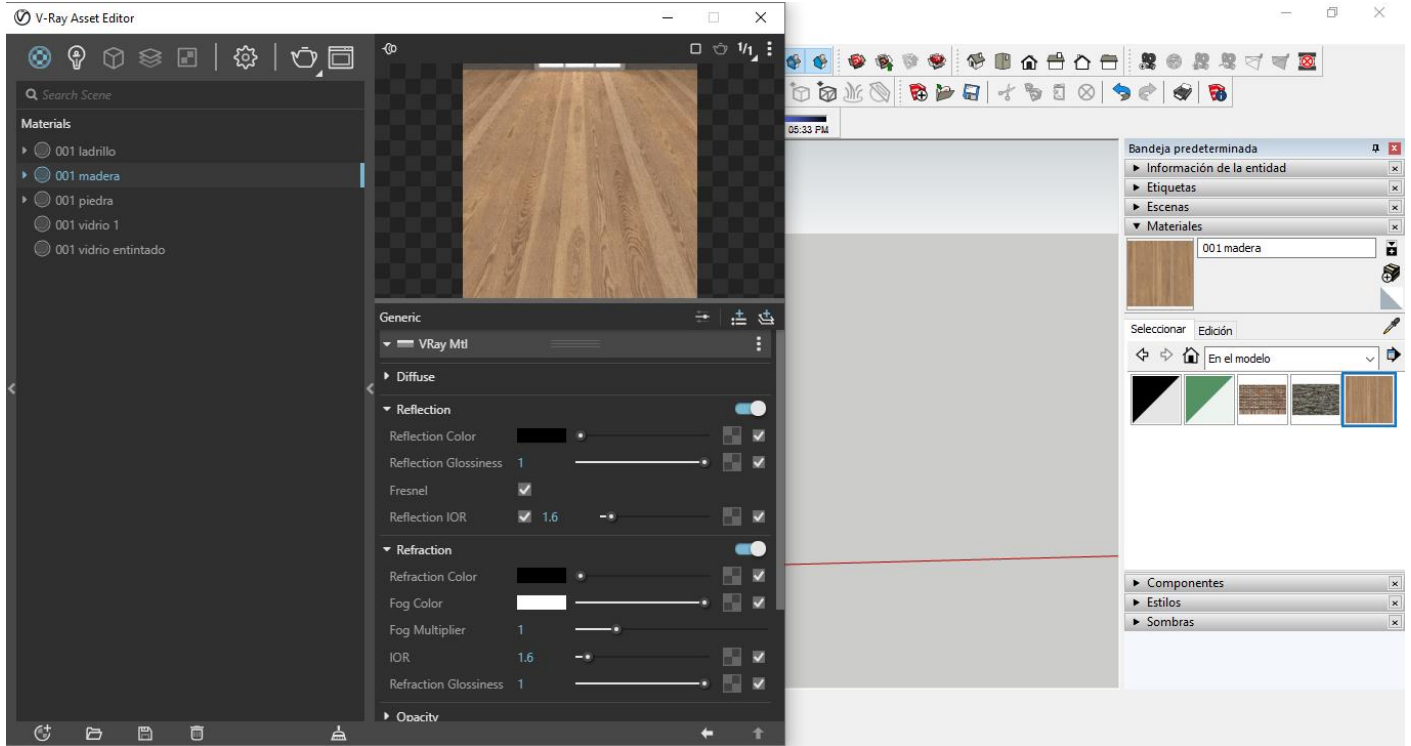 V-Ray Asset Editor
Search Scene
Materials
001 ladrillo
001 madera
001 piedra
001 vidrio 1
001 vidrio entintado
1/1
Generic
VRay Mtl
Diffuse
Reflection
Reflection Color
Reflection Glossiness 1
Fresnel
Reflection IOR 1.6
Refraction
Refraction Color
Fog Color
Fog Multiplier 1
IOR 1.6
Refraction Glossiness 1
Opacity
05:33 PM
Bandeja predeterminada
Información de la entidad
Etiquetas
Escenas
Materiales
001 madera
Seleccionar Edición
En el modelo
Componentes
Estilos
Sombras